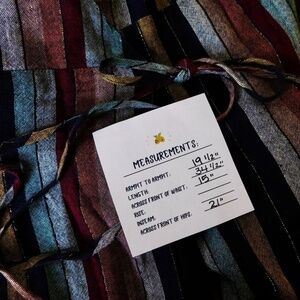 MEASUREMENTS:
ARMPIT TO ARMPIT: 19 1/2"
LENGTH: 34 1/2"
ACROSS FRONT OF WAIST: 15"
RISE:
INSEAM:
ACROSS FRONT OF HIPS: 21"